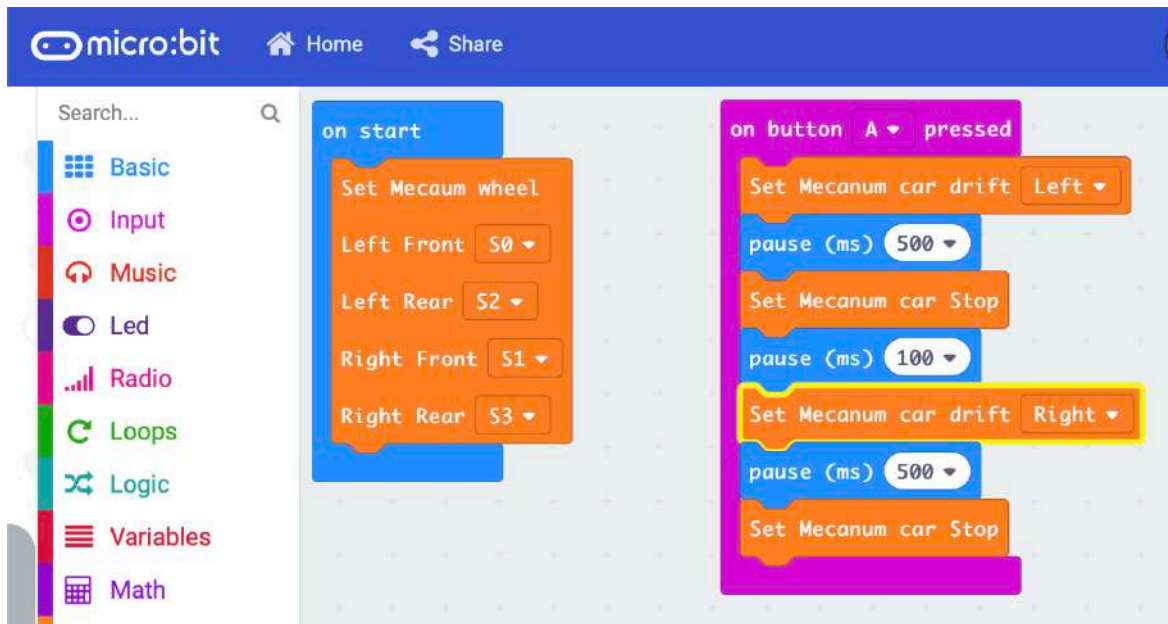 micro:bit Home Share
Search...
Basic
Input
Music
Led
Radio
Loops
Logic
Variables
Math
on start
Set Mecaum wheel
Left Front S0
Left Rear S2
Right Front S1
Right Rear S3
on button A pressed
Set Mecanum car drift Left
pause (ms) 500
Set Mecanum car Stop
pause (ms) 100
Set Mecanum car drift Right
pause (ms) 500
Set Mecanum car Stop